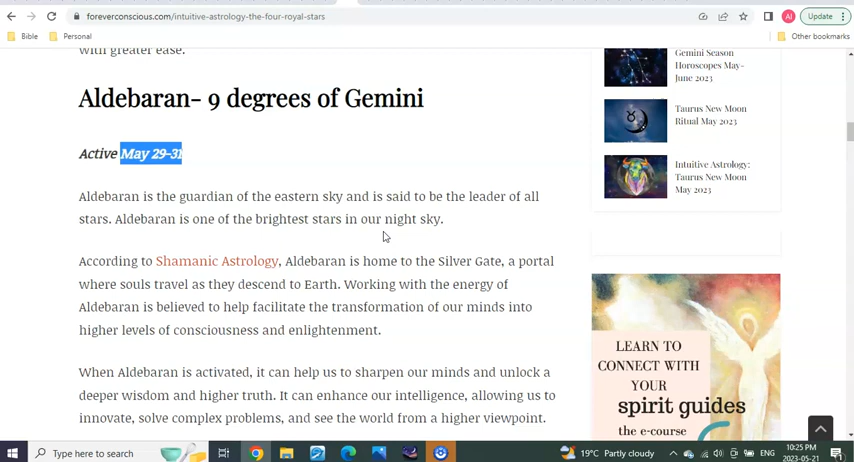 foreverconscious.com/intuitive-astrology-the-four-royal-stars
AI
Update
Bible
Personal
Other bookmarks
with greater ease.
Aldebaran- 9 degrees of Gemini
Active May 29-31
Aldebaran is the guardian of the eastern sky and is said to be the leader of all
stars. Aldebaran is one of the brightest stars in our night sky.
According to Shamanic Astrology, Aldebaran is home to the Silver Gate, a portal
where souls travel as they descend to Earth. Working with the energy of
Aldebaran is believed to help facilitate the transformation of our minds into
higher levels of consciousness and enlightenment.
When Aldebaran is activated, it can help us to sharpen our minds and unlock a
deeper wisdom and higher truth. It can enhance our intelligence, allowing us to
innovate, solve complex problems, and see the world from a higher viewpoint.
Gemini Season
Horoscopes May-
June 2023
Taurus New Moon
Ritual May 2023
Intuitive Astrology:
Taurus New Moon
May 2023
LEARN TO
CONNECT WITH
YOUR
spirit guides
the e-course
Type here to search
19°C Partly cloudy
ENG
10:25 PM
2023-05-21